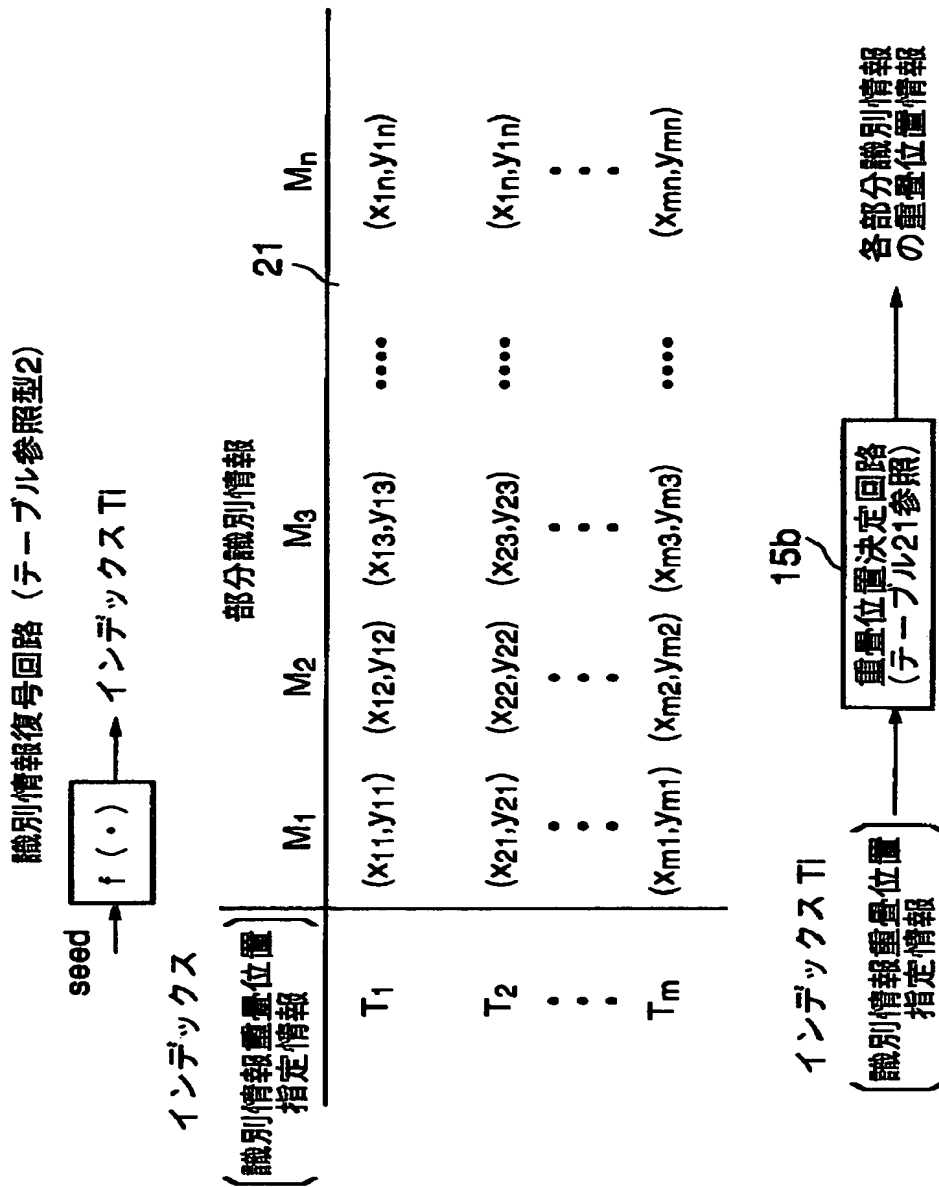 識別情報復号回路（テーブル参照型2）
seed
f（・）
インデックス Ti
インデックス
識別情報重畳位置
指定情報
部分識別情報
M1 M2 M3 Mn
21
T1 (x11,y11) (x12,y12) (x13,y13) •••• (x1n,y1n)
T2 (x21,y21) (x22,y22) (x23,y23) •••• (x1n,y1n)
Tm (xm1,ym1) (xm2,ym2) (xm3,ym3) •••• (xmn,ymn)
インデックス Ti
識別情報重畳位置
指定情報
15b
重畳位置決定回路
（テーブル21参照）
各部分識別情報
の重畳位置情報